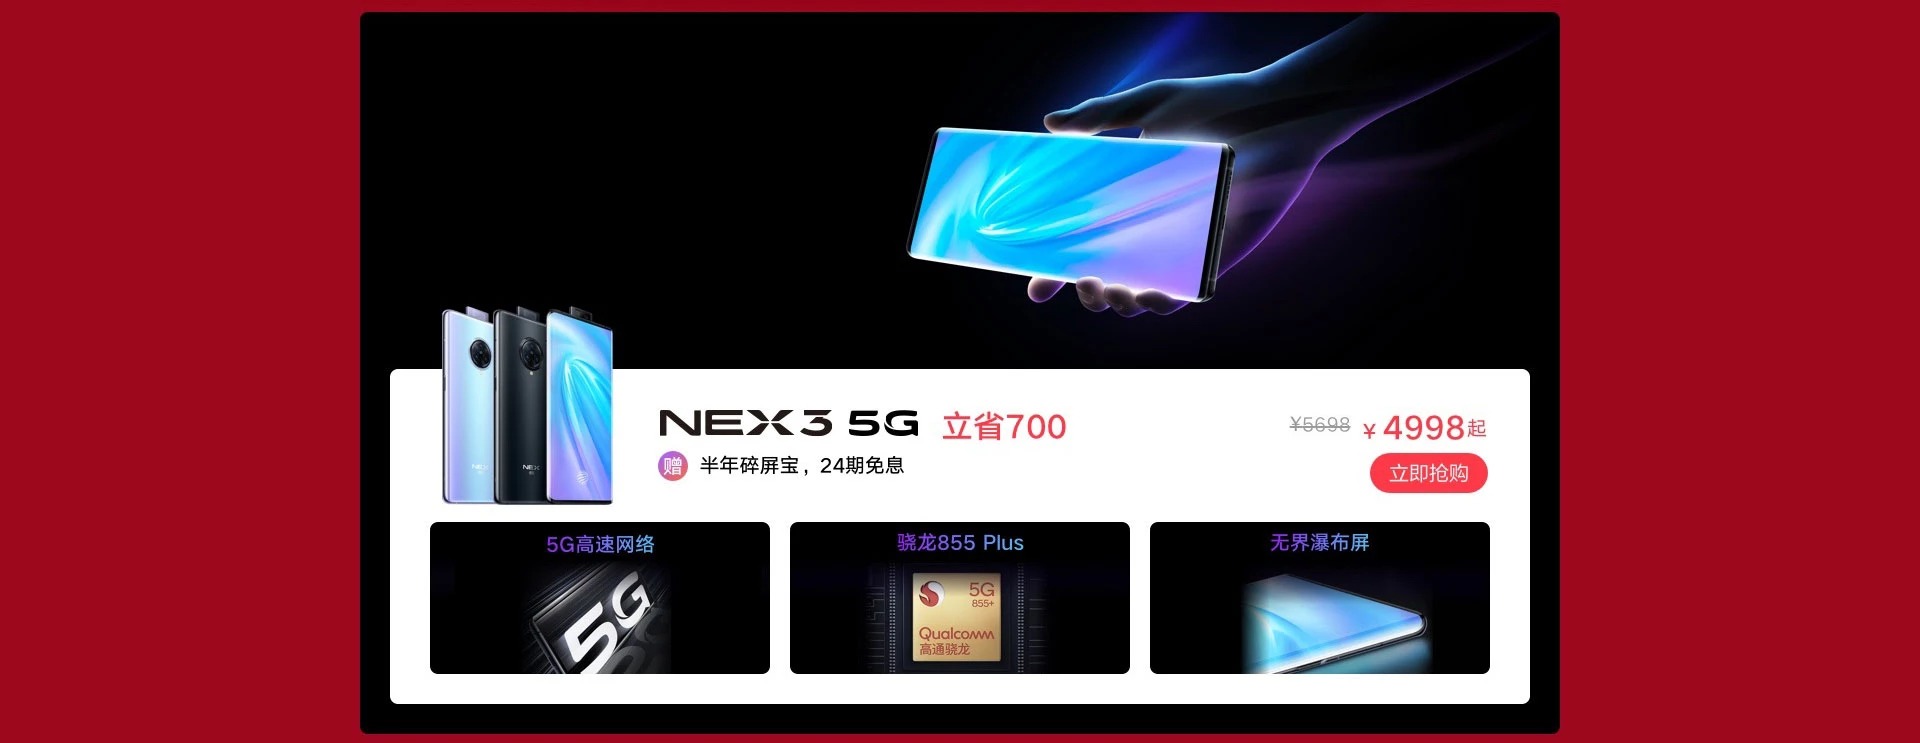 NEX 3 5G 立省700
¥5698 ¥ 4998起
赠 半年碎屏宝，24期免息
立即抢购
NEX
NEX
5G高速网络
骁龙855 Plus
无界瀑布屏
5G
5G
855+
Qualcomm
高通骁龙